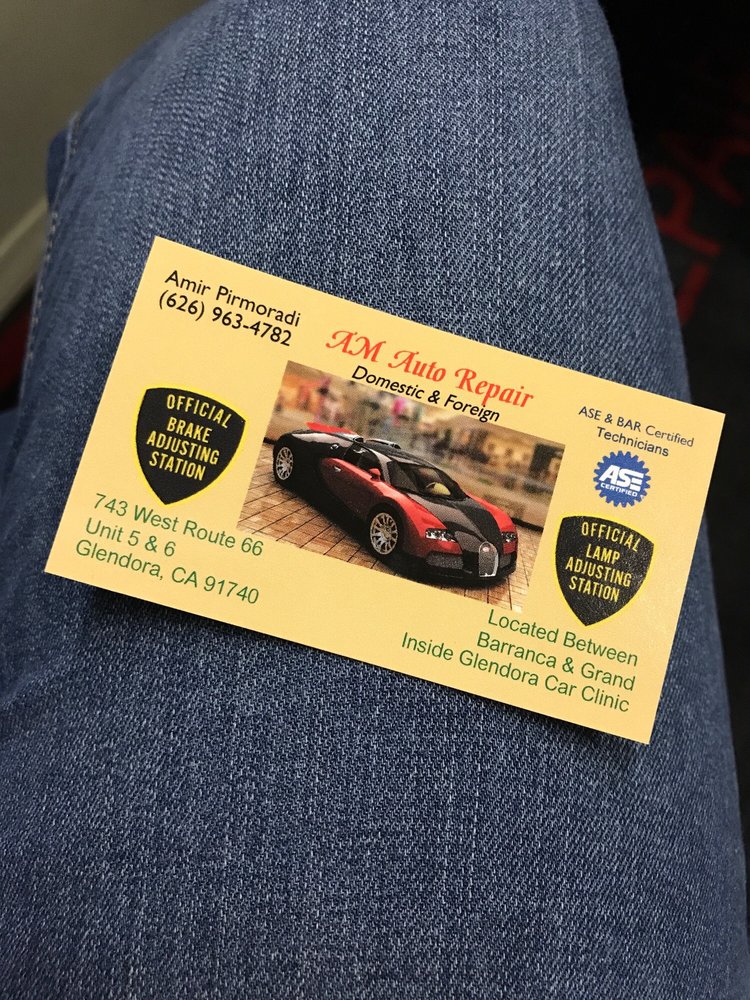 Amir Pirmoradi
(626) 963-4782
AM Auto Repair
Domestic & Foreign
ASE & BAR Certified
Technicians
ASE
CERTIFIED
OFFICIAL
BRAKE
ADJUSTING
STATION
OFFICIAL
LAMP
ADJUSTING
STATION
743 West Route 66
Unit 5 & 6
Glendora, CA 91740
Located Between
Barranca & Grand
Inside Glendora Car Clinic